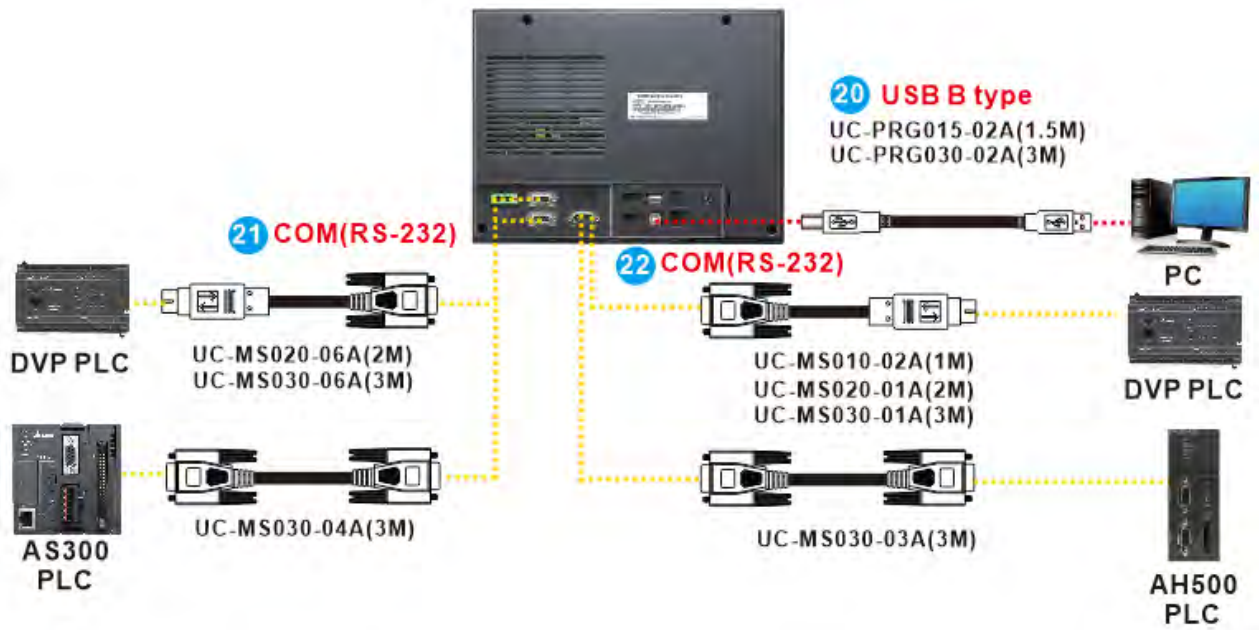 20 USB B type
UC-PRG015-02A(1.5M)
UC-PRG030-02A(3M)
PC
21 COM(RS-232)
22 COM(RS-232)
DVP PLC
UC-MS020-06A(2M)
UC-MS030-06A(3M)
UC-MS010-02A(1M)
UC-MS020-01A(2M)
UC-MS030-01A(3M)
DVP PLC
AS300
PLC
UC-MS030-04A(3M)
UC-MS030-03A(3M)
AH500
PLC